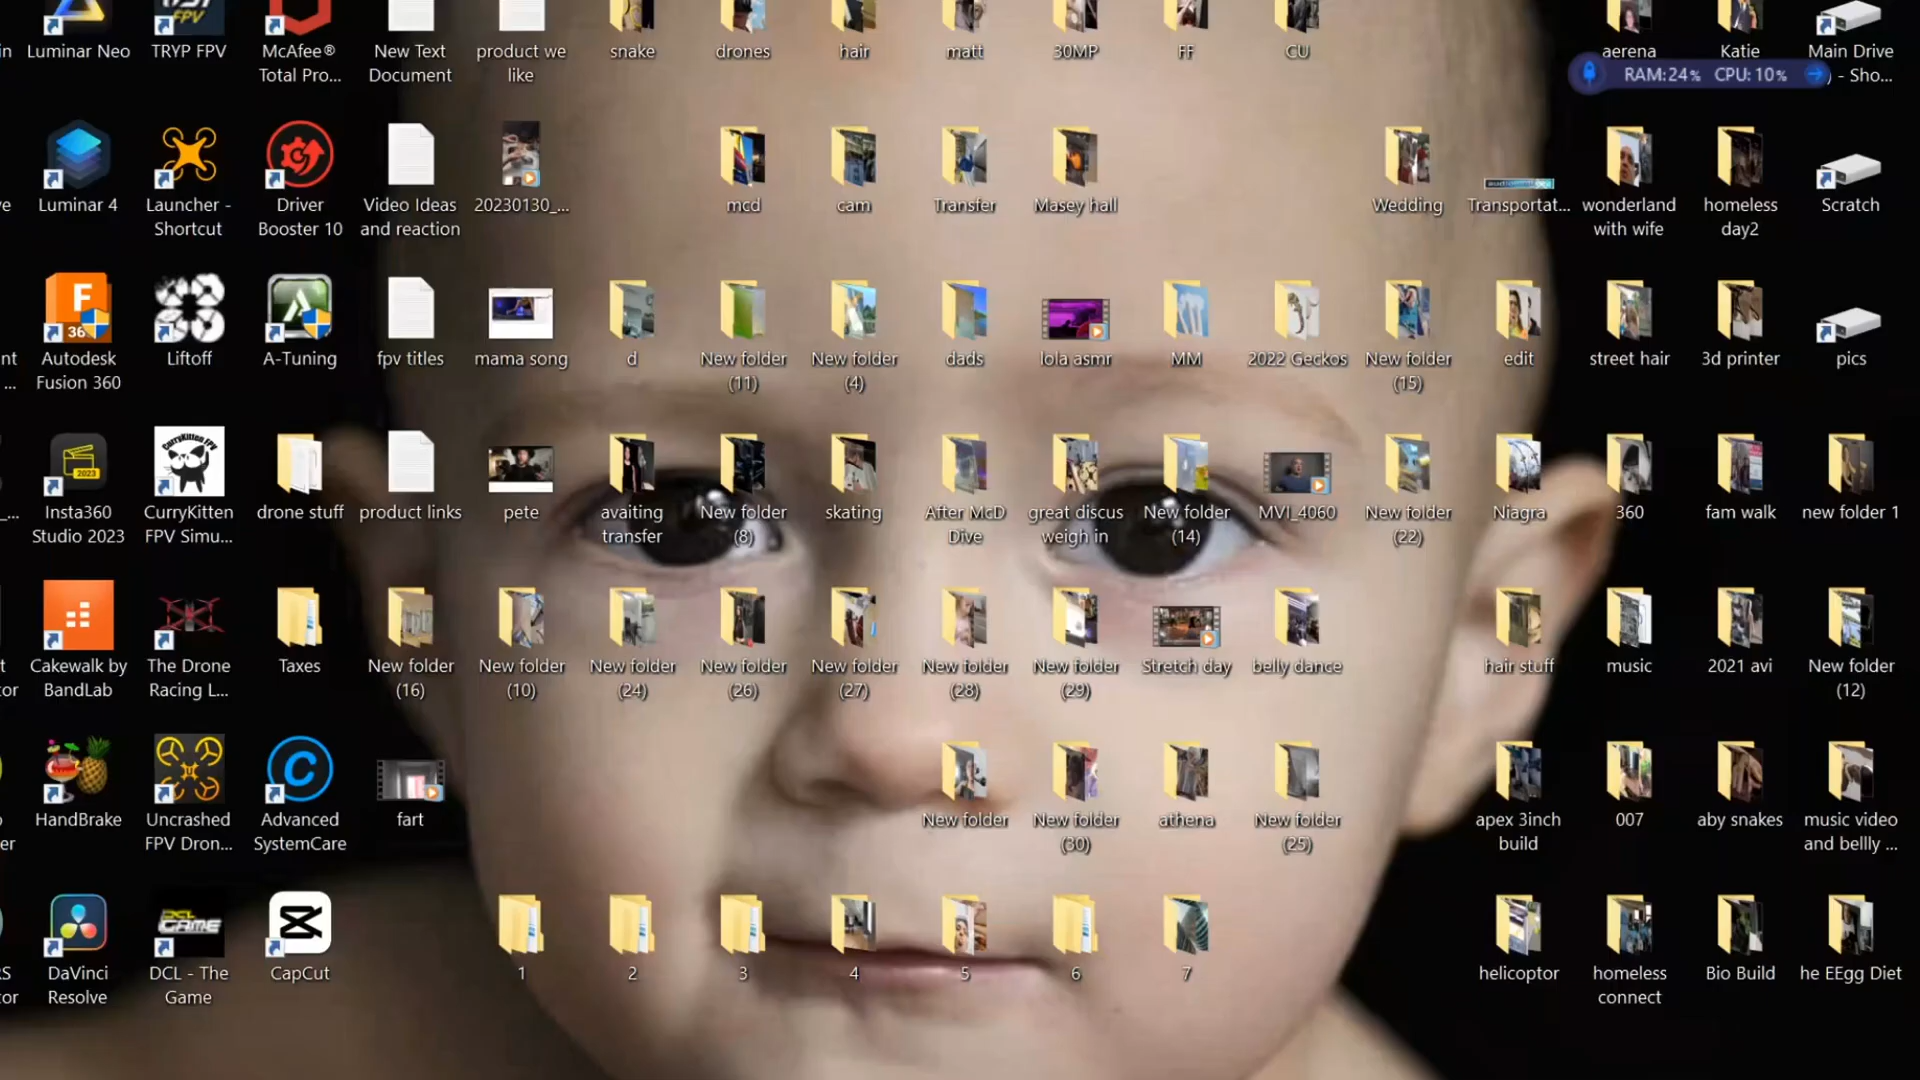 Luminar Neo
TRYP FPV
McAfee®
Total Pro...
New Text
Document
product we
like
snake
drones
hair
matt
30MP
FF
CU
aerena
Katie
Main Drive
) - Sho...
RAM:24% CPU: 10%
Luminar 4
Launcher -
Shortcut
Driver
Booster 10
Video Ideas
and reaction
20230130_...
mcd
cam
Transfer
Masey hall
Wedding
Transportat...
wonderland
with wife
homeless
day2
Scratch
Autodesk
Fusion 360
Liftoff
A-Tuning
fpv titles
mama song
d
New folder
(11)
New folder
(4)
dads
lola asmr
MM
2022 Geckos
New folder
(15)
edit
street hair
3d printer
pics
Insta360
Studio 2023
CurryKitten
FPV Simu...
drone stuff
product links
pete
avaiting
transfer
New folder
(8)
skating
After McD
Dive
great discus
weigh in
New folder
(14)
MVI_4060
New folder
(22)
Niagra
360
fam walk
new folder 1
Cakewalk by
BandLab
The Drone
Racing L...
Taxes
New folder
(16)
New folder
(10)
New folder
(24)
New folder
(26)
New folder
(27)
New folder
(28)
New folder
(29)
Stretch day
belly dance
hair stuff
music
2021 avi
New folder
(12)
HandBrake
Uncrashed
FPV Dron...
Advanced
SystemCare
fart
New folder
New folder
(30)
athena
New folder
(25)
apex 3inch
build
007
aby snakes
music video
and bellly ...
DaVinci
Resolve
DCL - The
Game
CapCut
1
2
3
4
5
6
7
helicoptor
homeless
connect
Bio Build
he EEgg Diet